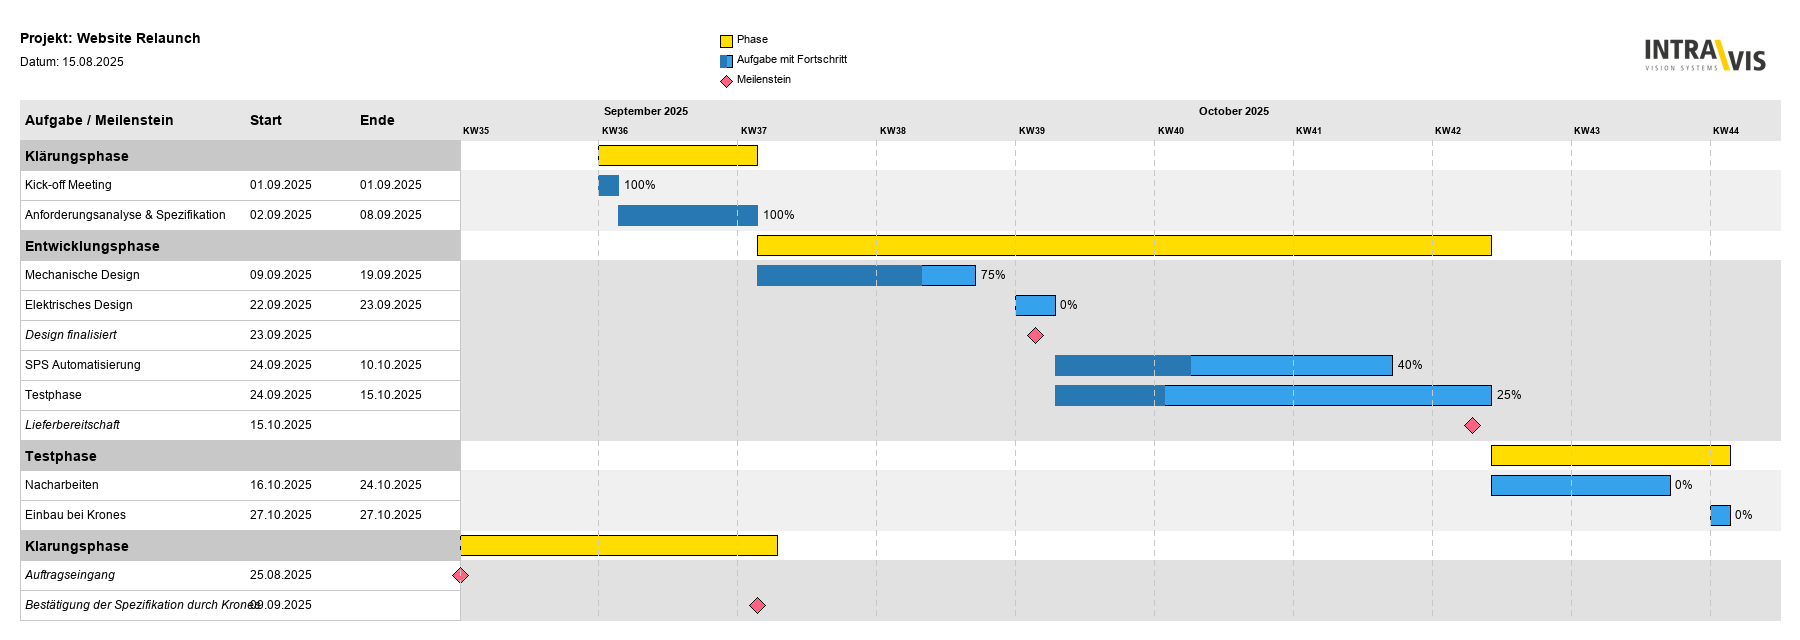 Projekt: Website Relaunch
Datum: 15.08.2025
Phase
Aufgabe mit Fortschritt
Meilenstein
INTRAVIS
VISION SYSTEMS
Aufgabe / Meilenstein Start Ende
September 2025 October 2025
KW35 KW36 KW37 KW38 KW39 KW40 KW41 KW42 KW43 KW44
Klärungsphase
Kick-off Meeting 01.09.2025 01.09.2025 100%
Anforderungsanalyse & Spezifikation 02.09.2025 08.09.2025 100%
Entwicklungsphase
Mechanische Design 09.09.2025 19.09.2025 75%
Elektrisches Design 22.09.2025 23.09.2025 0%
Design finalisiert 23.09.2025
SPS Automatisierung 24.09.2025 10.10.2025 40%
Testphase 24.09.2025 15.10.2025 25%
Lieferbereitschaft 15.10.2025
Testphase
Nacharbeiten 16.10.2025 24.10.2025 0%
Einbau bei Krones 27.10.2025 27.10.2025 0%
Klarungsphase
Auftragseingang 25.08.2025
Bestätigung der Spezifikation durch Krones 09.09.2025